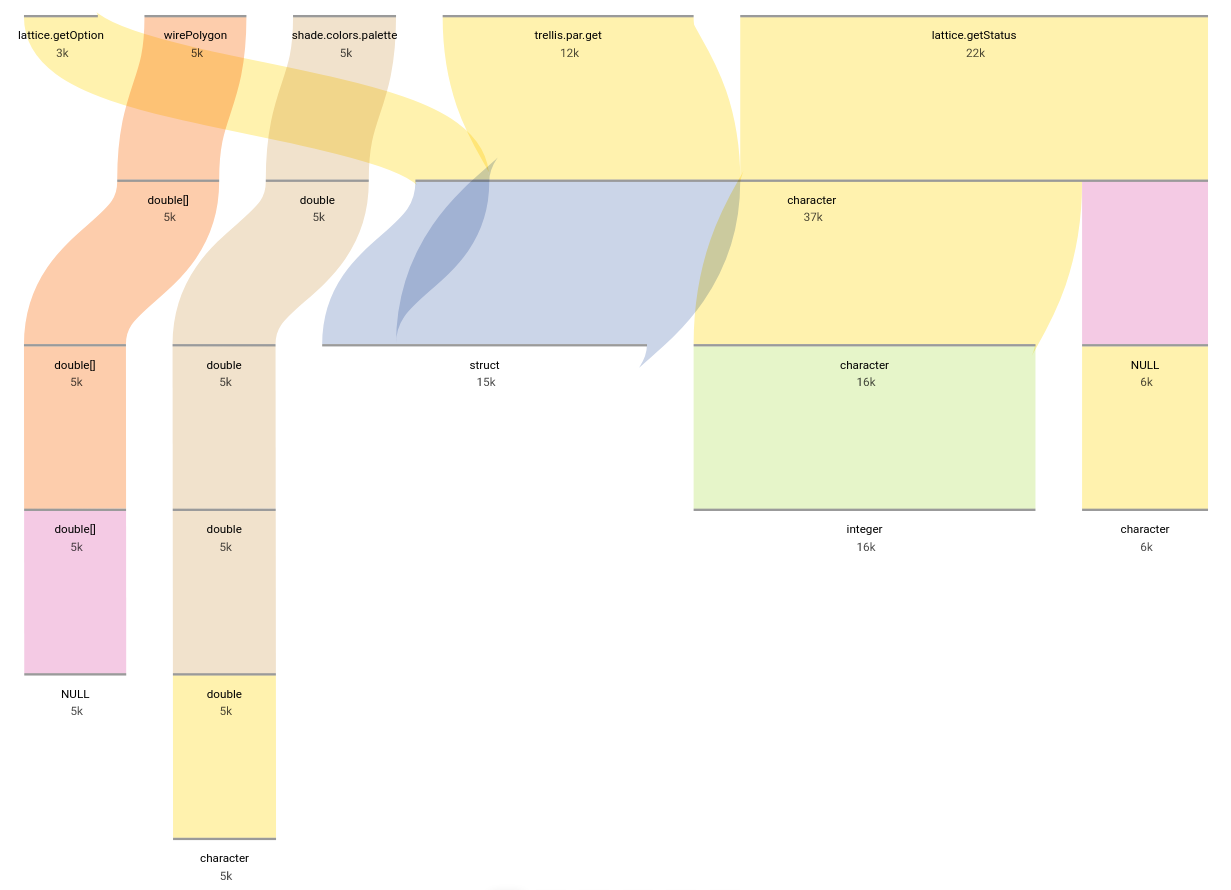 lattice.getOption
3k
wirePolygon
5k
shade.colors.palette
5k
trellis.par.get
12k
lattice.getStatus
22k
double[]
5k
double
5k
character
37k
double[]
5k
double
5k
struct
15k
character
16k
NULL
6k
double[]
5k
double
5k
integer
16k
character
6k
NULL
5k
double
5k
character
5k